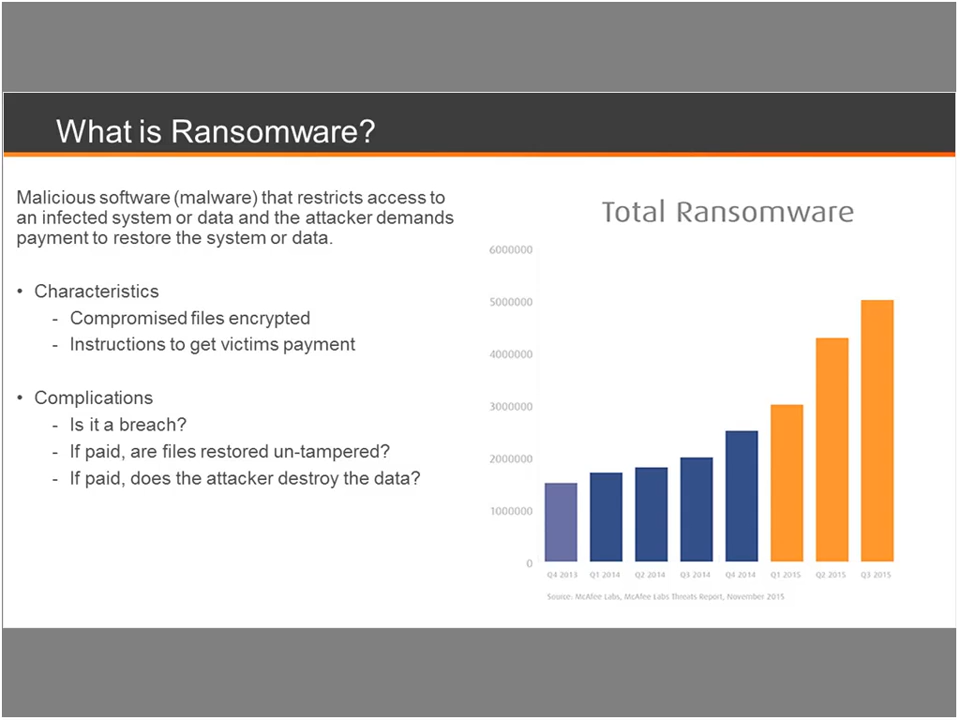 What is Ransomware?
Malicious software (malware) that restricts access to
an infected system or data and the attacker demands
payment to restore the system or data.
• Characteristics
- Compromised files encrypted
- Instructions to get victims payment
• Complications
- Is it a breach?
- If paid, are files restored un-tampered?
- If paid, does the attacker destroy the data?
Total Ransomware
6000000
5000000
4000000
3000000
2000000
1000000
0
Q4 2013 Q1 2014 Q2 2014 Q3 2014 Q4 2014 Q1 2015 Q2 2015 Q3 2015
Source: McAfee Labs, McAfee Labs Threats Report, November 2015